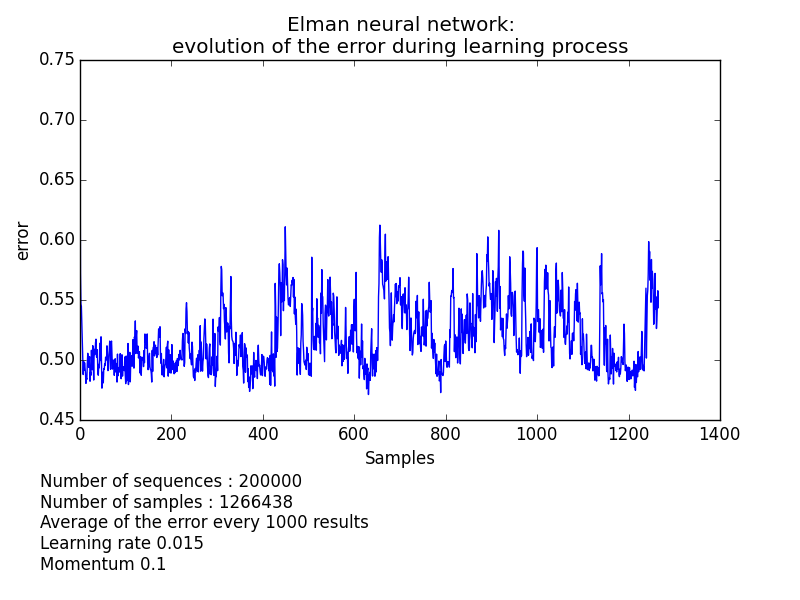 Elman neural network:
evolution of the error during learning process
0.75
0.70
0.65
0.60
0.55
0.50
0.45
error
0 200 400 600 800 1000 1200 1400
Samples
Number of sequences : 200000
Number of samples : 1266438
Average of the error every 1000 results
Learning rate 0.015
Momentum 0.1